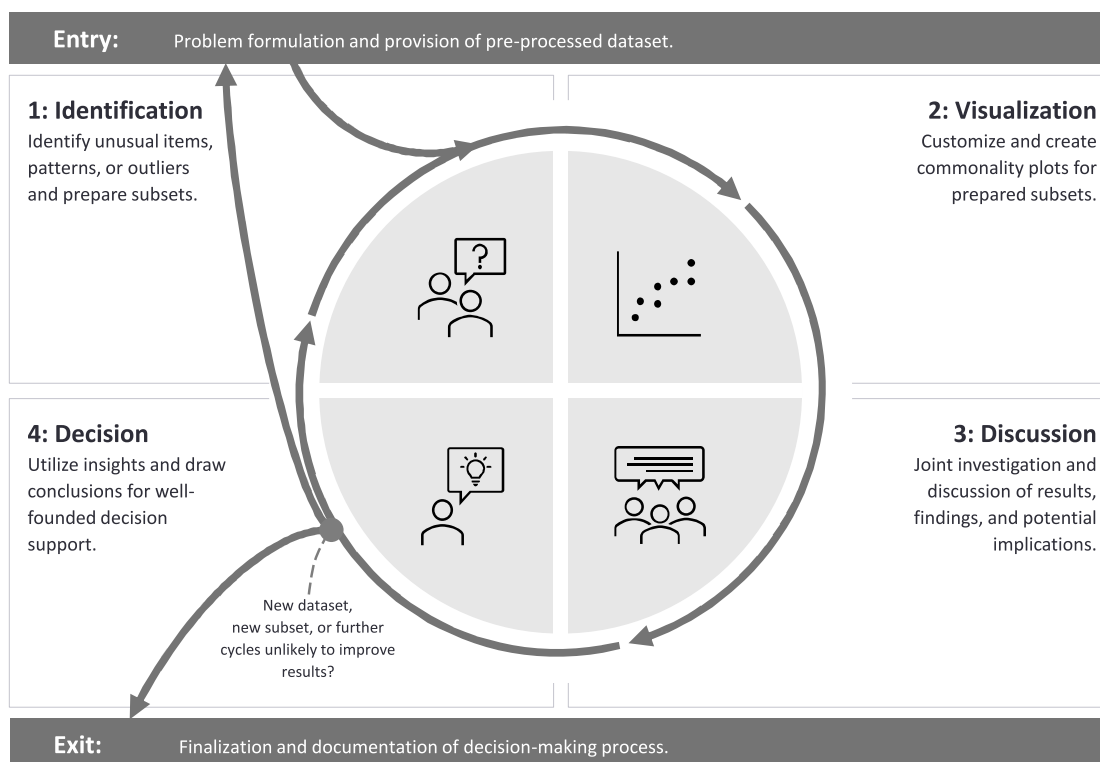 Entry: Problem formulation and provision of pre-processed dataset.
1: Identification
Identify unusual items,
patterns, or outliers
and prepare subsets.
2: Visualization
Customize and create
commonality plots for
prepared subsets.
?
4: Decision
Utilize insights and draw
conclusions for well-
founded decision
support.
3: Discussion
Joint investigation and
discussion of results,
findings, and potential
implications.
New dataset,
new subset, or further
cycles unlikely to improve
results?
Exit: Finalization and documentation of decision-making process.